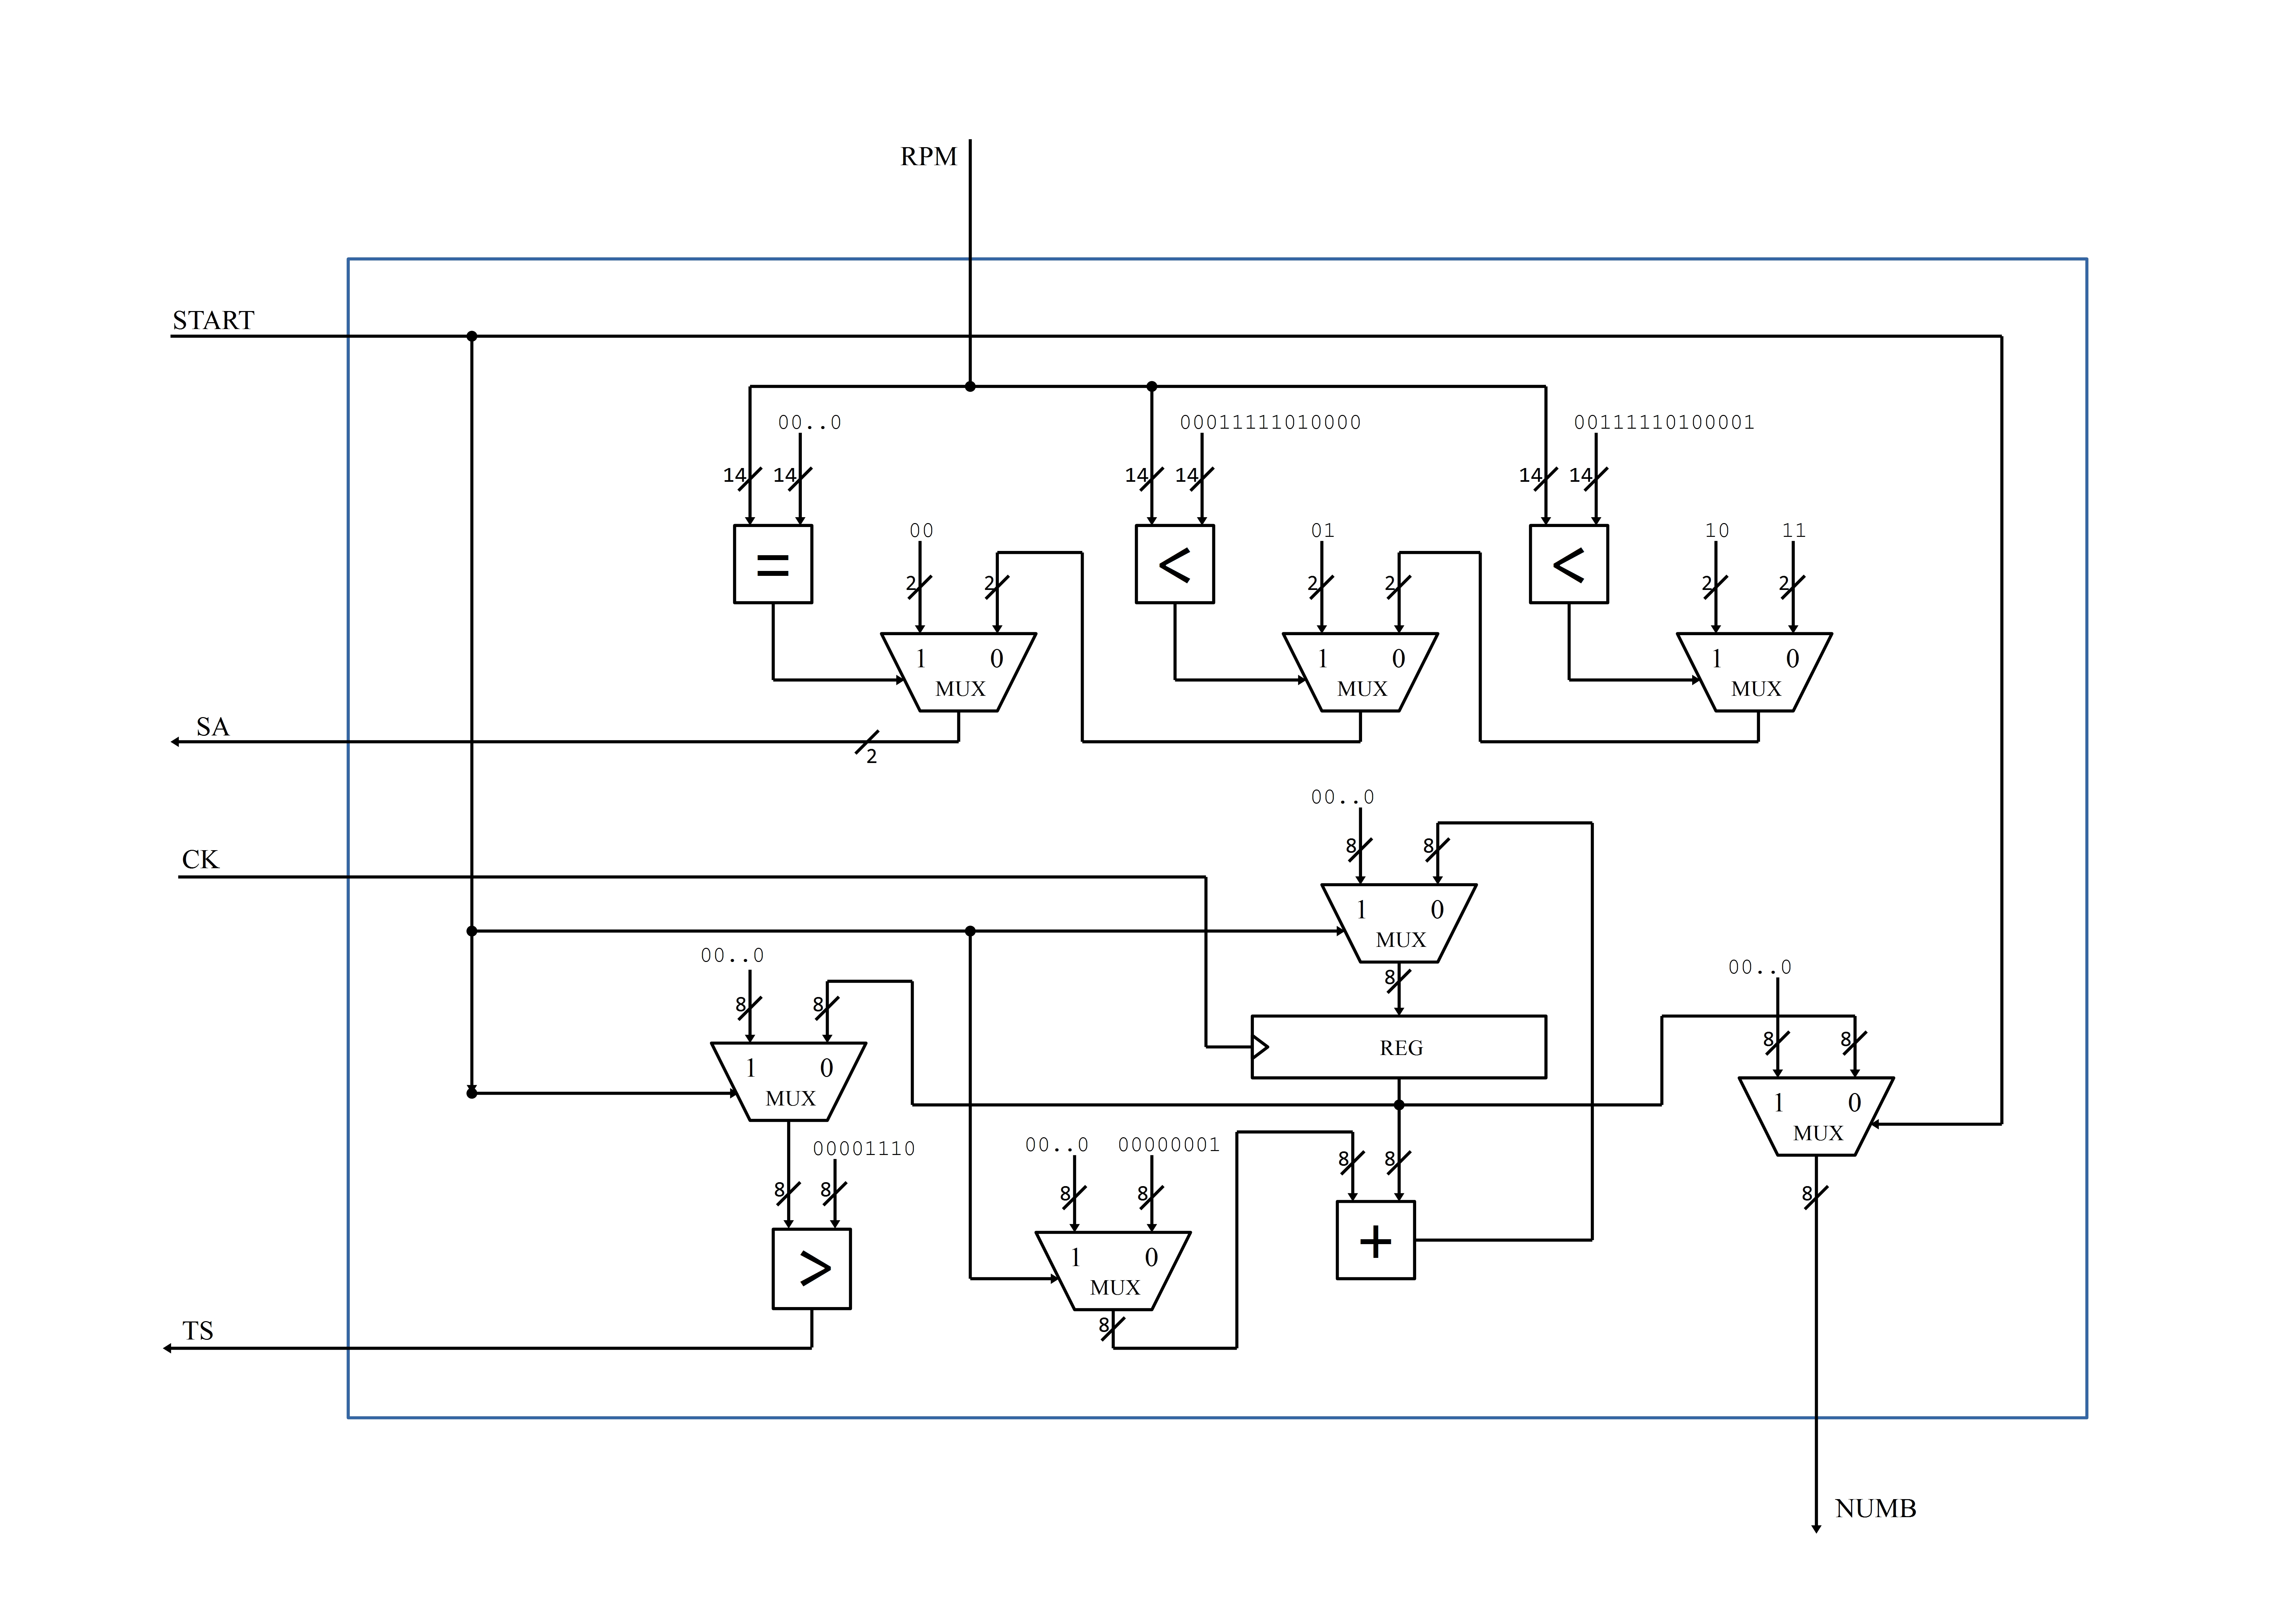 RPM
START
00..0 00011111010000 00111110100001
14 14 14 14 14 14
00 01 10 11
= < <
2 2 2 2 2 2
1 0 1 0 1 0
MUX MUX MUX
SA
2
00..0
8 8
CK
1 0
MUX
00..0 00..0
8
8 8
REG
8 8
1 0
MUX
1 0
MUX
00001110 00..0 00000001
8 8
8 8 8 8 8
> 1 0 +
MUX
8
TS
NUMB